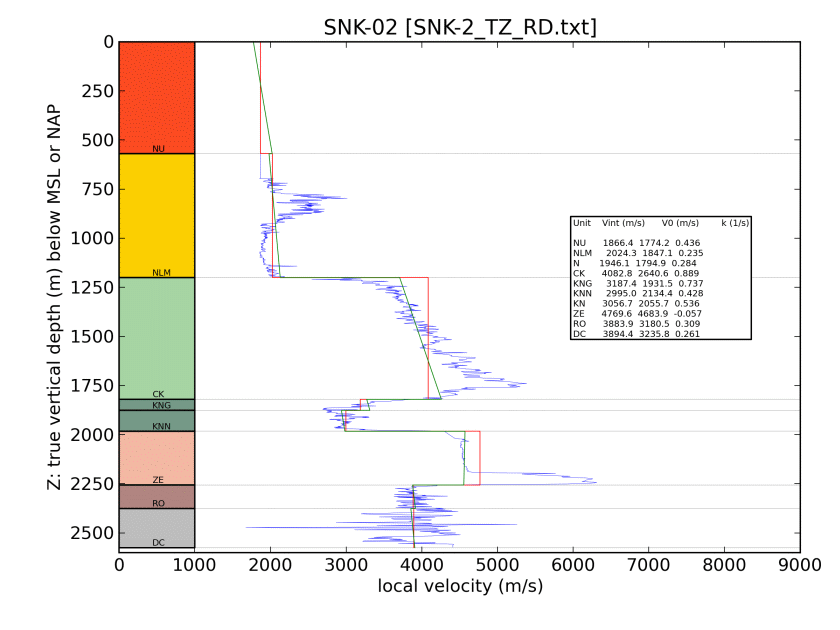 SNK-02 [SNK-2_TZ_RD.txt]
Z: true vertical depth (m) below MSL or NAP
0
250
500
750
1000
1250
1500
1750
2000
2250
2500
NU
NLM
CK
KNG
KNN
ZE
RO
DC
Unit Vint (m/s) V0 (m/s) k (1/s)
NU 1866.4 1774.2 0.436
NLM 2024.3 1847.1 0.235
N 1946.1 1794.9 0.284
CK 4082.8 2640.6 0.889
KNG 3187.4 1931.5 0.737
KNN 2995.0 2134.4 0.428
KN 3056.7 2055.7 0.536
ZE 4769.6 4683.9 -0.057
RO 3883.9 3180.5 0.309
DC 3894.4 3235.8 0.261
0 1000 2000 3000 4000 5000 6000 7000 8000 9000
local velocity (m/s)